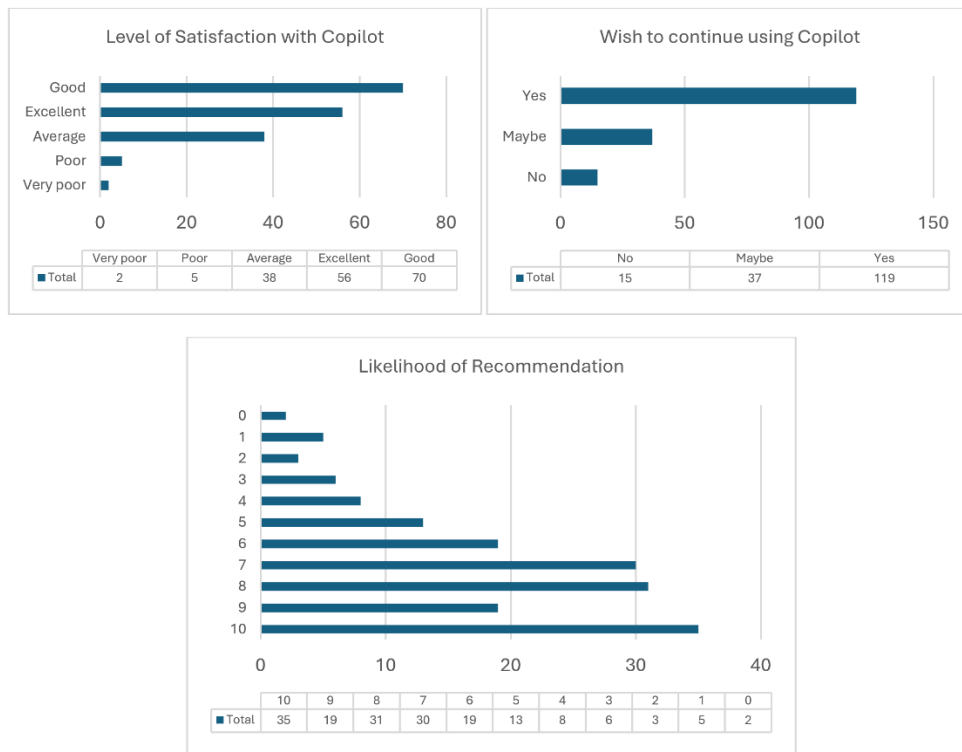 Level of Satisfaction with Copilot
Good
Excellent
Average
Poor
Very poor
0 20 40 60 80
Very poor Poor Average Excellent Good
Total 2 5 38 56 70
Wish to continue using Copilot
Yes
Maybe
No
0 50 100 150
No Maybe Yes
Total 15 37 119
Likelihood of Recommendation
0
1
2
3
4
5
6
7
8
9
10
0 10 20 30 40
10 9 8 7 6 5 4 3 2 1 0
Total 35 19 31 30 19 13 8 6 3 5 2